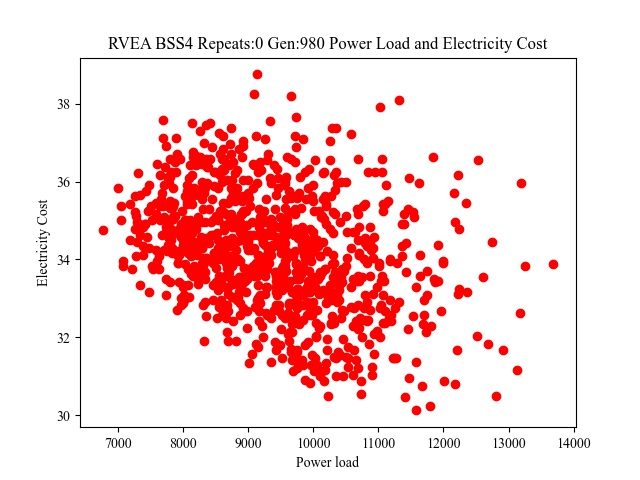 RVEA BSS4 Repeats:0 Gen:980 Power Load and Electricity Cost
38
36
34
32
30
Electricity Cost
7000 8000 9000 10000 11000 12000 13000 14000
Power load